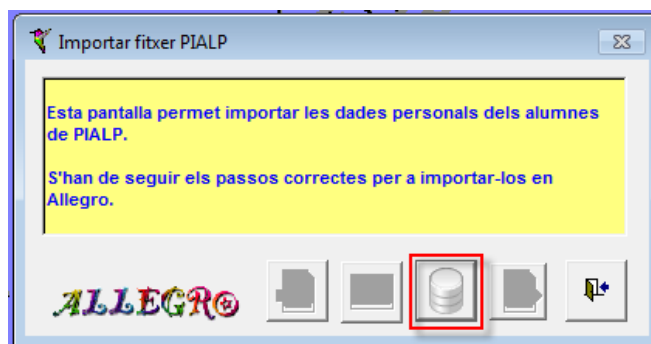 Importar fitxer PIALP
Esta pantalla permet importar les dades personals dels alumnes
de PIALP.
S'han de seguir els passos correctes per a importar-los en
Allegro.
ALLEGRO